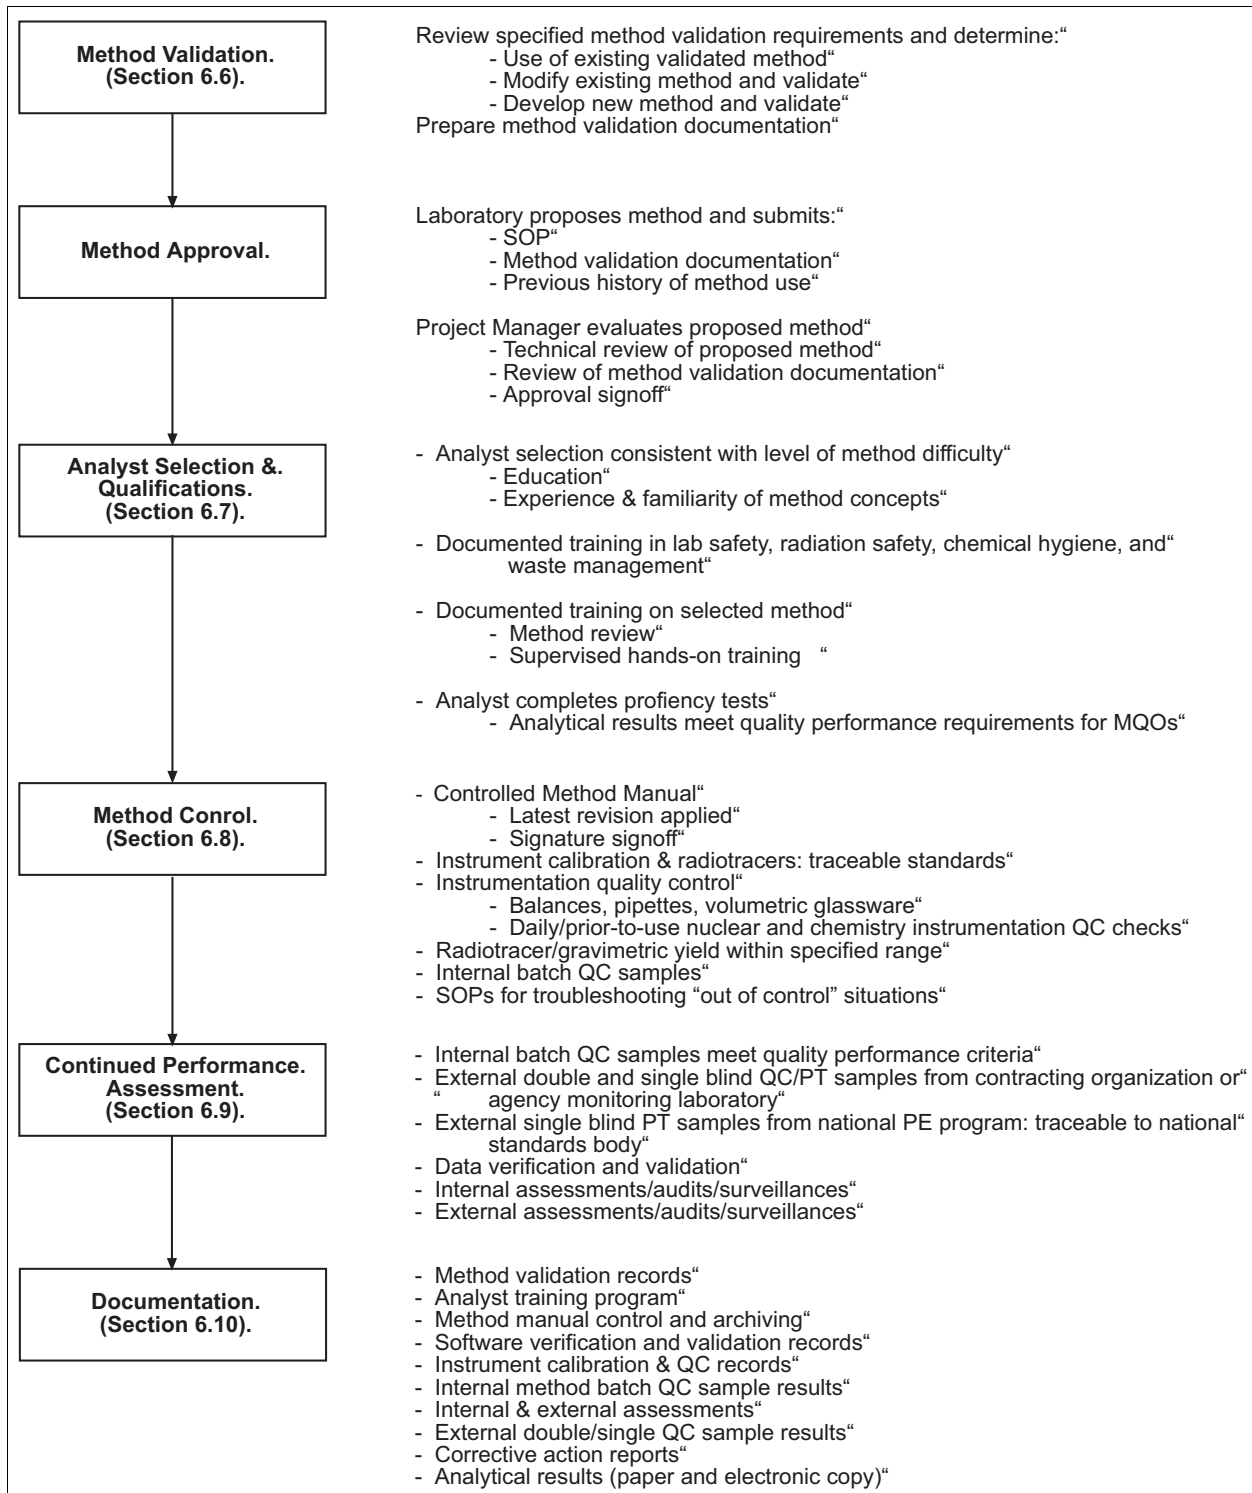 Method Validation.
(Section 6.6).
Review specified method validation requirements and determine:“
- Use of existing validated method“
- Modify existing method and validate“
- Develop new method and validate“
Prepare method validation documentation“
Method Approval.
Laboratory proposes method and submits:“
- SOP“
- Method validation documentation“
- Previous history of method use“
Project Manager evaluates proposed method“
- Technical review of proposed method“
- Review of method validation documentation“
- Approval signoff“
Analyst Selection &.
Qualifications.
(Section 6.7).
- Analyst selection consistent with level of method difficulty“
- Education“
- Experience & familiarity of method concepts“
- Documented training in lab safety, radiation safety, chemical hygiene, and“
waste management“
- Documented training on selected method“
- Method review“
- Supervised hands-on training “
- Analyst completes profiency tests“
- Analytical results meet quality performance requirements for MQOs“
Method Conrol.
(Section 6.8).
- Controlled Method Manual“
- Latest revision applied“
- Signature signoff“
- Instrument calibration & radiotracers: traceable standards“
- Instrumentation quality control“
- Balances, pipettes, volumetric glassware“
- Daily/prior-to-use nuclear and chemistry instrumentation QC checks“
- Radiotracer/gravimetric yield within specified range“
- Internal batch QC samples“
- SOPs for troubleshooting “out of control” situations“
Continued Performance.
Assessment.
(Section 6.9).
- Internal batch QC samples meet quality performance criteria“
- External double and single blind QC/PT samples from contracting organization or“
“ agency monitoring laboratory“
- External single blind PT samples from national PE program: traceable to national“
standards body“
- Data verification and validation“
- Internal assessments/audits/surveillances“
- External assessments/audits/surveillances“
Documentation.
(Section 6.10).
- Method validation records“
- Analyst training program“
- Method manual control and archiving“
- Software verification and validation records“
- Instrument calibration & QC records“
- Internal method batch QC sample results“
- Internal & external assessments“
- External double/single QC sample results“
- Corrective action reports“
- Analytical results (paper and electronic copy)“